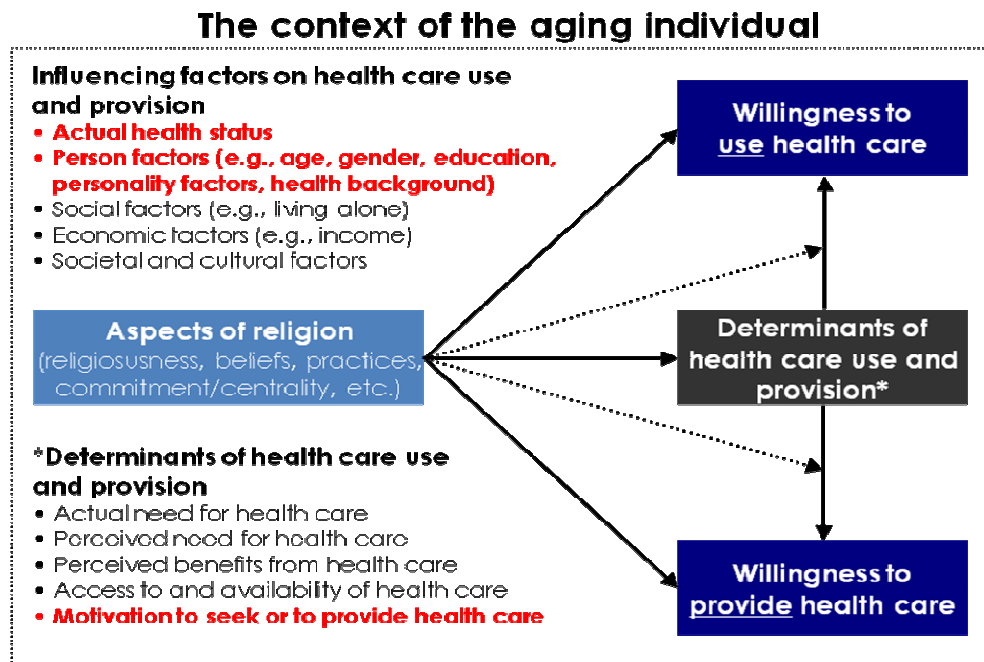 The context of the aging individual
Influencing factors on health care use
and provision
• Actual health status
• Person factors (e.g., age, gender, education,
personality factors, health background)
• Social factors (e.g., living alone)
• Economic factors (e.g., income)
• Societal and cultural factors
Willingness to
use health care
Aspects of religion
(religiosusness, beliefs, practices,
commitment/centrality, etc.)
Determinants of
health care use and
provision*
*Determinants of health care use
and provision
• Actual need for health care
• Perceived need for health care
• Perceived benefits from health care
• Access to and availability of health care
• Motivation to seek or to provide health care
Willingness to
provide health care